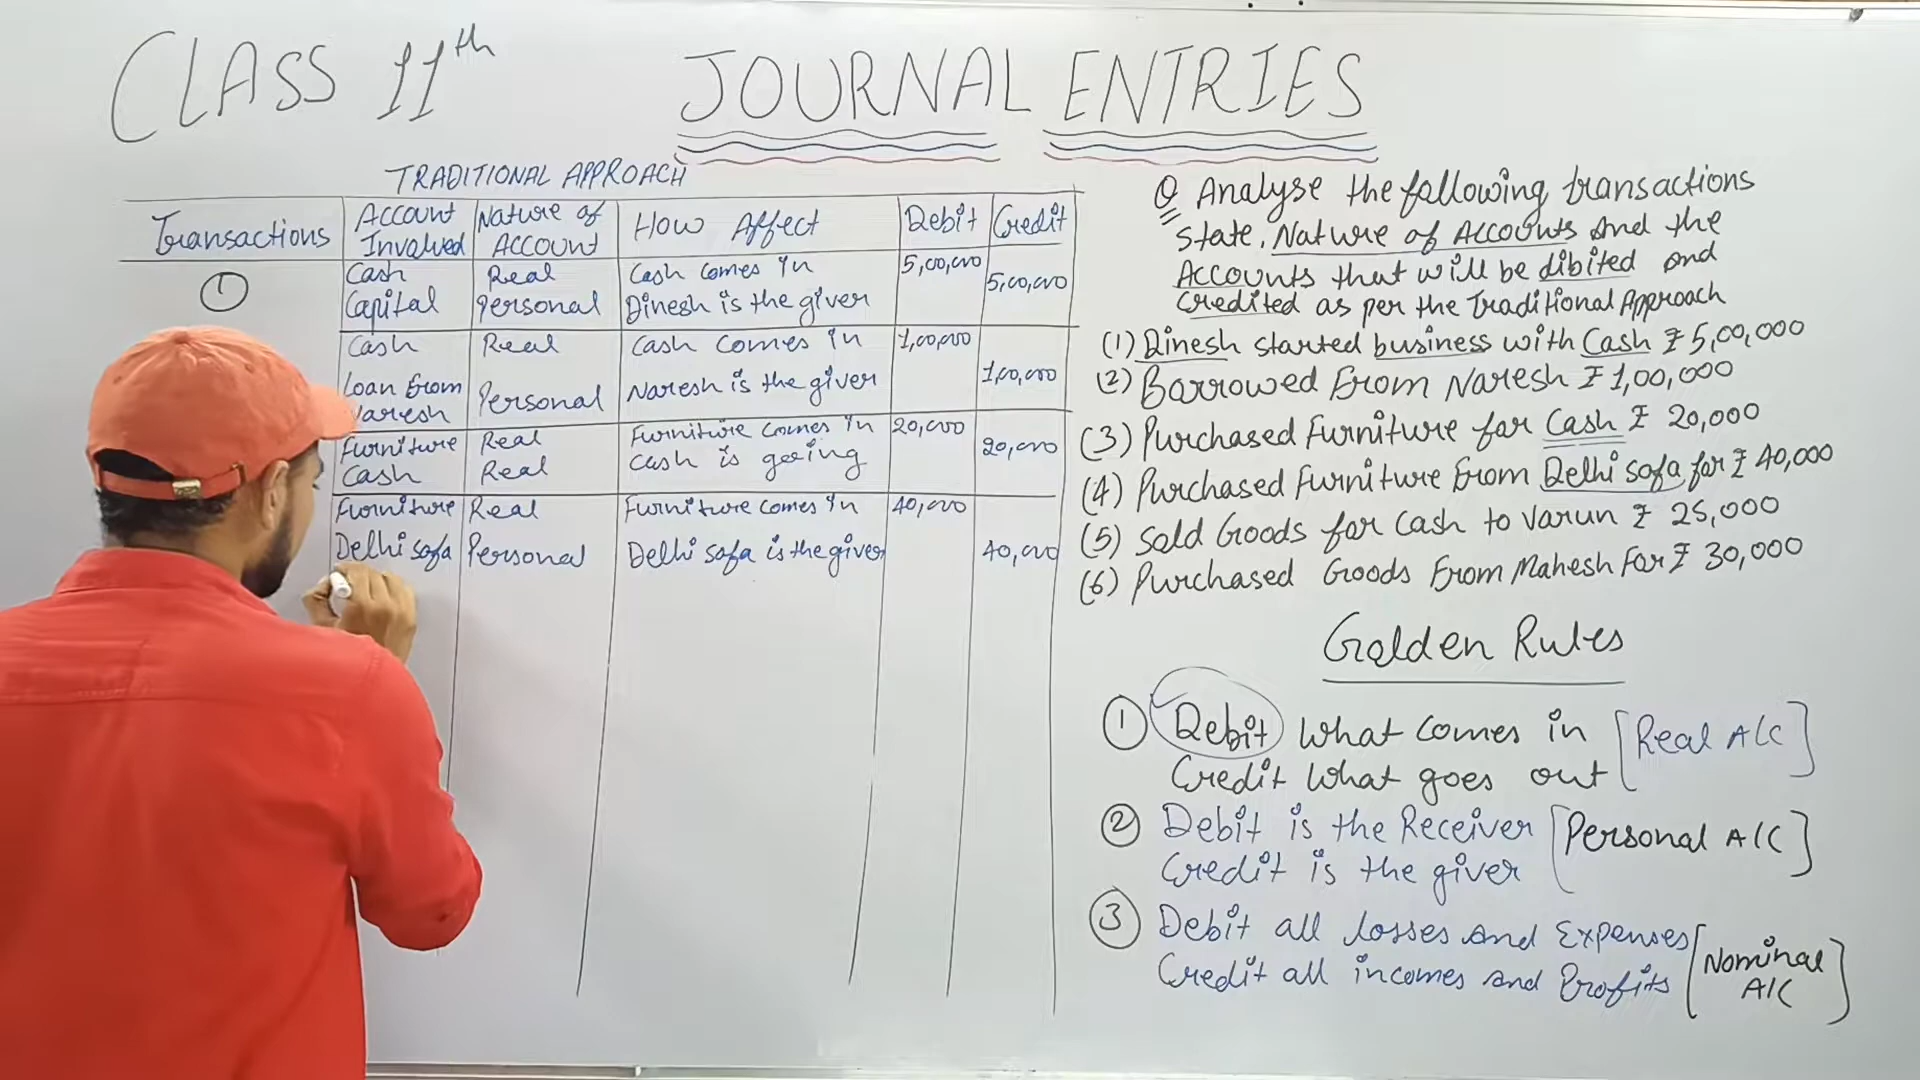 CLASS 11th
JOURNAL ENTRIES
TRADITIONAL APPROACH
Transactions
Account Involved
Nature of Account
How Affect
Debit
Credit
1
Cash Real Cash comes in 5,00,000
Capital Personal Dinesh is the giver 5,00,000
Cash Real Cash comes in 1,00,000
Loan From Personal Naresh is the giver 1,00,000
Naresh
Furniture Real Furniture comes in 20,000
Cash Real Cash is goeing 20,000
Furniture Real Furniture comes in 40,000
Delhi sofa Personal Delhi sofa is the giver 40,000
Q Analyse the following transactions
State, Nature of Accounts and the
Accounts that will be dibited and
Credited as per the Traditional Approach
(1) Dinesh started business with Cash ₹ 5,00,000
(2) Barrowed From Naresh ₹ 1,00,000
(3) Purchased Furniture for Cash ₹ 20,000
(4) Purchased Furniture From Delhi sofa for ₹ 40,000
(5) Sold Goods for Cash to Varun ₹ 25,000
(6) Purchased Goods From Mahesh For ₹ 30,000
Golden Rules
1 Debit What Comes in [Real A/C]
Credit What goes out
2 Debit is the Receiver [Personal A/C]
Credit is the giver
3 Debit all losses and Expenses [Nominal A/C]
Credit all incomes and Profits